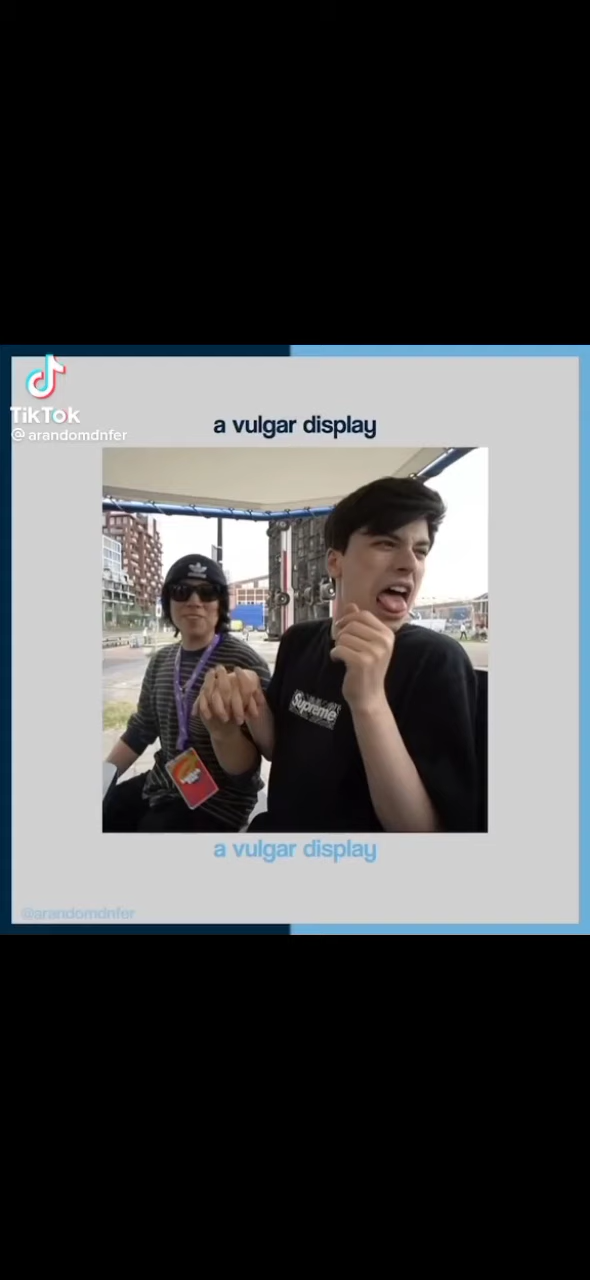 TikTok
@arandomdnfer
a vulgar display
Supreme
a vulgar display
@arandomdnfer